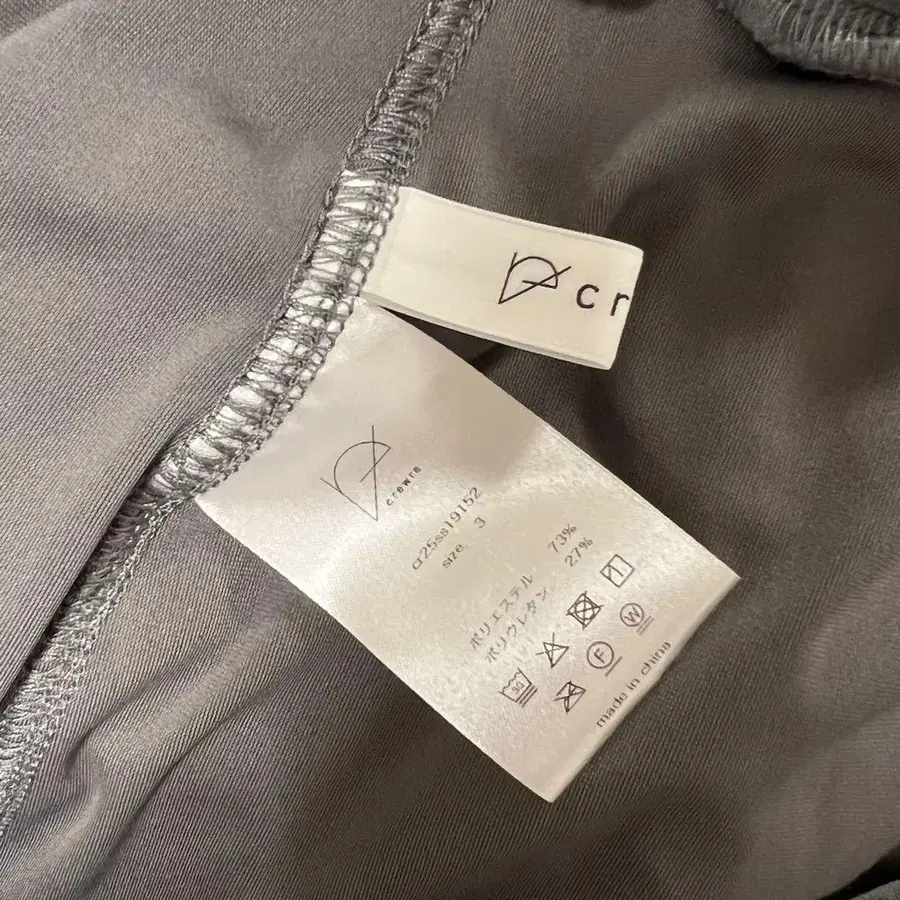 cr
crewre
cr25ss19152
size. 3
ポリエステル 73%
ポリウレタン 27%
30
F W
made in china